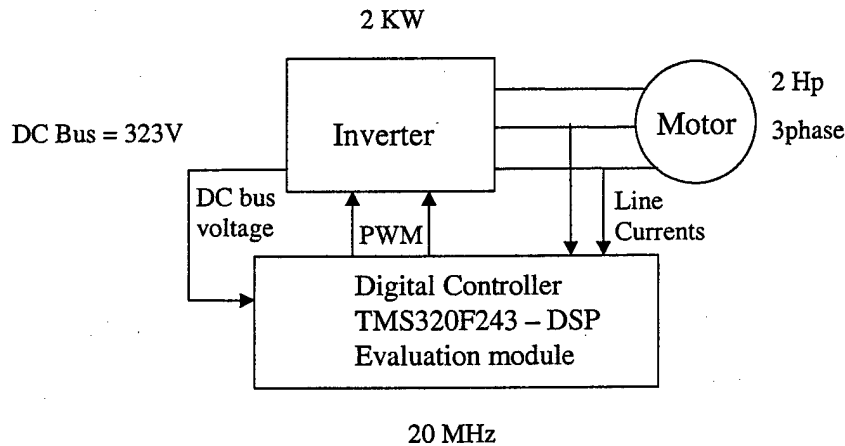 2 KW
2 Hp
3phase
Motor
Inverter
DC Bus = 323V
DC bus
voltage
PWM
Line
Currents
Digital Controller
TMS320F243 – DSP
Evaluation module
20 MHz